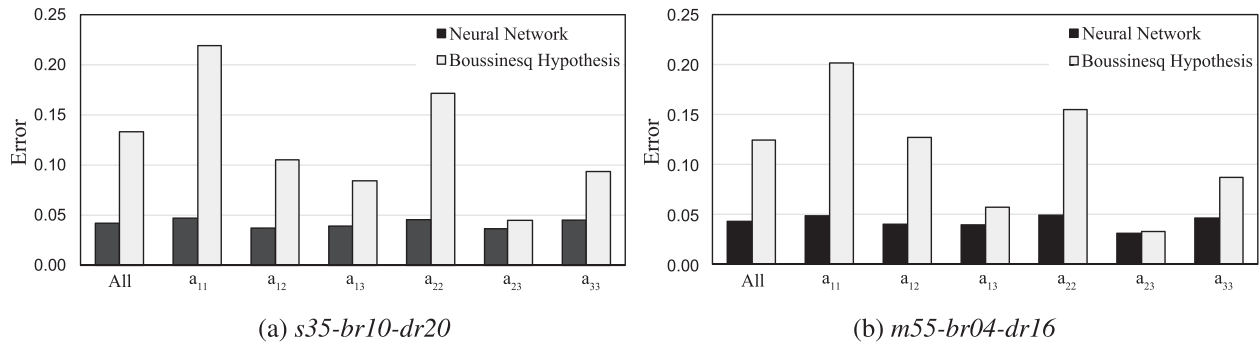 0.25
0.20
0.15
0.10
0.05
0.00
Error
Neural Network
Boussinesq Hypothesis
All a₁₁ a₁₂ a₁₃ a₂₂ a₂₃ a₃₃
(a) s35-br10-dr20
0.25
0.20
0.15
0.10
0.05
0.00
Error
Neural Network
Boussinesq Hypothesis
All a₁₁ a₁₂ a₁₃ a₂₂ a₂₃ a₃₃
(b) m55-br04-dr16